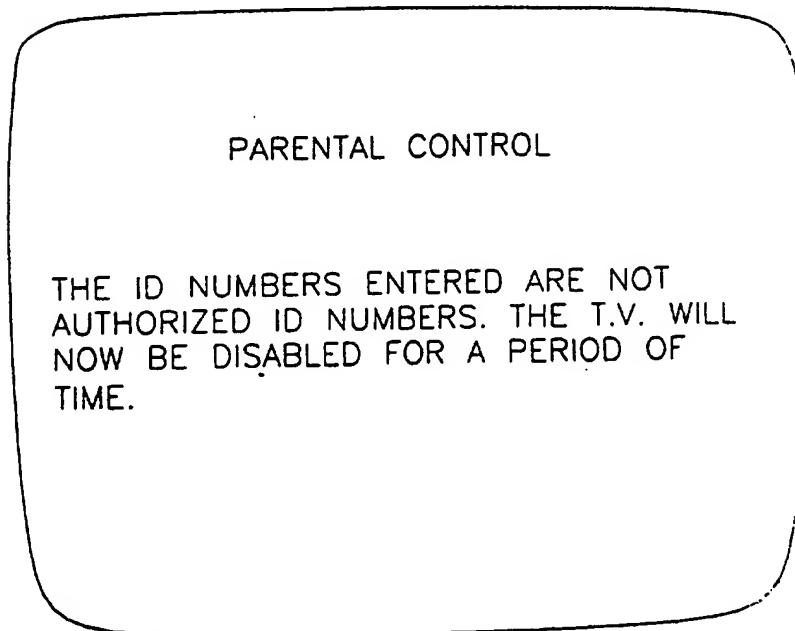 PARENTAL CONTROL
THE ID NUMBERS ENTERED ARE NOT
AUTHORIZED ID NUMBERS. THE T.V. WILL
NOW BE DISABLED FOR A PERIOD OF
TIME.